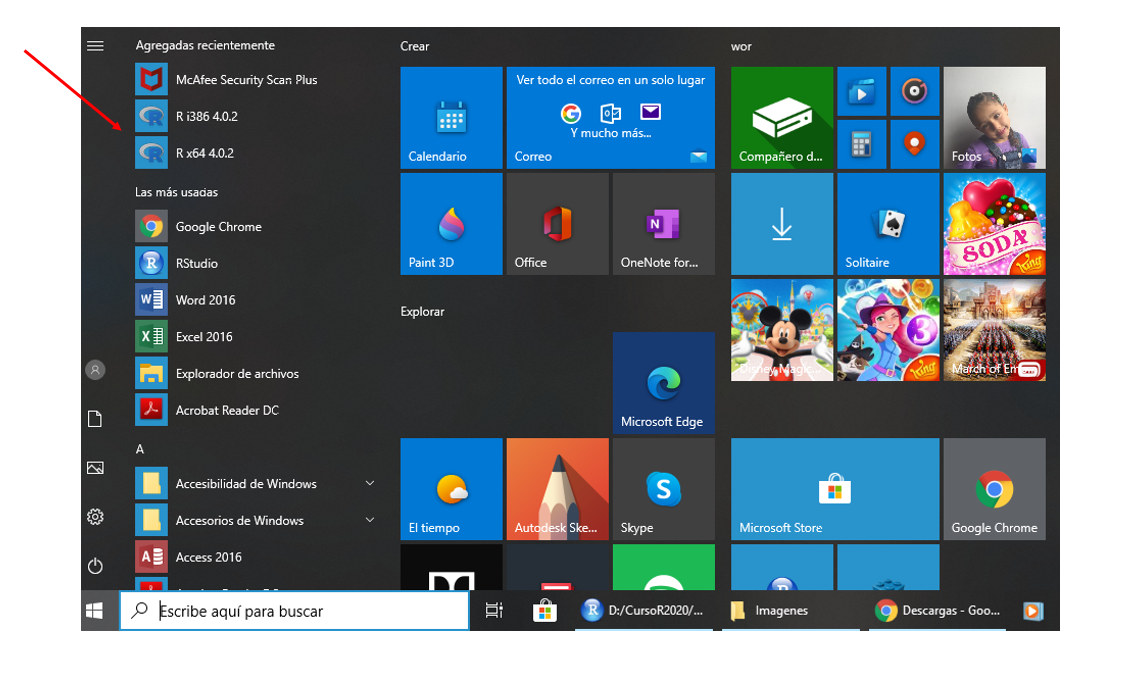 Agregadas recientemente
McAfee Security Scan Plus
R i386 4.0.2
R x64 4.0.2
Las más usadas
Google Chrome
RStudio
Word 2016
Excel 2016
Explorador de archivos
Acrobat Reader DC
A
Accesibilidad de Windows
Accesorios de Windows
Access 2016
Crear
Calendario
Ver todo el correo en un solo lugar
Y mucho más...
Correo
Paint 3D
Office
OneNote for...
Explorar
Microsoft Edge
El tiempo
Autodesk Ske...
Skype
wor
Compañero d...
Fotos
Solitaire
SODA
King
Disney Magic...
3
King
March of Em...
Microsoft Store
Google Chrome
Escribe aquí para buscar
D:/CursoR2020/...
Imagenes
Descargas - Goo...